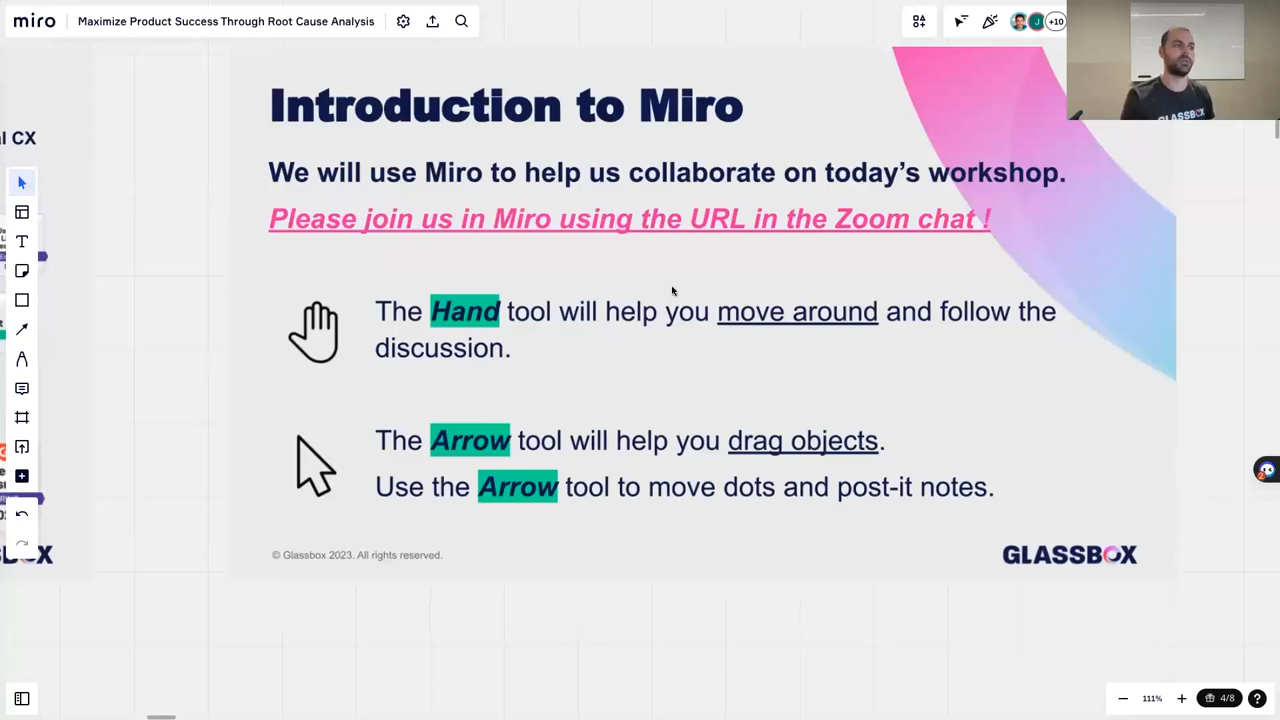 miro
Maximize Product Success Through Root Cause Analysis
J
+10
GLASSBOX
al CX
Introduction to Miro
We will use Miro to help us collaborate on today's workshop.
Please join us in Miro using the URL in the Zoom chat !
The Hand tool will help you move around and follow the
discussion.
The Arrow tool will help you drag objects.
Use the Arrow tool to move dots and post-it notes.
© Glassbox 2023. All rights reserved.
GLASSBOX
111%
4/8
?